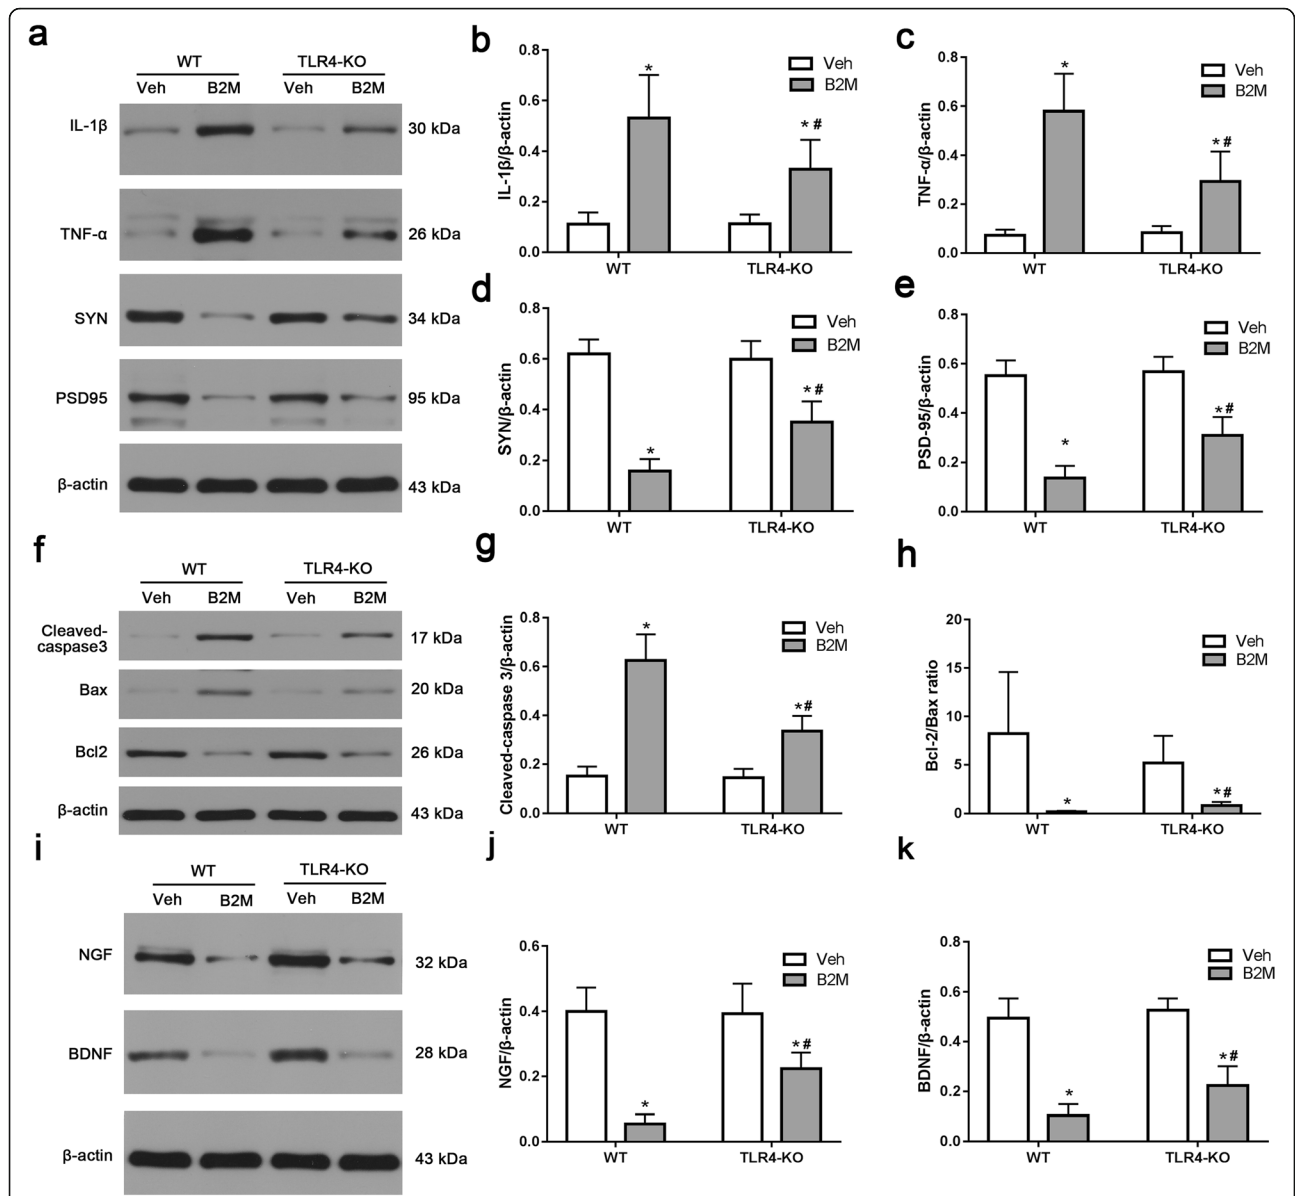 a
WT TLR4-KO
Veh B2M Veh B2M
IL-1β 30 kDa
TNF-α 26 kDa
SYN 34 kDa
PSD95 95 kDa
β-actin 43 kDa
b
IL-1β/β-actin
0.8
0.6
0.4
0.2
0.0
Veh
B2M
*
*#
WT TLR4-KO
c
TNF-α/β-actin
0.8
0.6
0.4
0.2
0.0
Veh
B2M
*
*#
WT TLR4-KO
d
SYN/β-actin
0.8
0.6
0.4
0.2
0.0
Veh
B2M
*
*#
WT TLR4-KO
e
PSD-95/β-actin
0.8
0.6
0.4
0.2
0.0
Veh
B2M
*
*#
WT TLR4-KO
f
WT TLR4-KO
Veh B2M Veh B2M
Cleaved-
caspase3 17 kDa
Bax 20 kDa
Bcl2 26 kDa
β-actin 43 kDa
g
Cleaved-caspase 3/β-actin
0.8
0.6
0.4
0.2
0.0
Veh
B2M
*
*#
WT TLR4-KO
h
Bcl-2/Bax ratio
20
15
10
5
0
Veh
B2M
*
*#
WT TLR4-KO
i
WT TLR4-KO
Veh B2M Veh B2M
NGF 32 kDa
BDNF 28 kDa
β-actin 43 kDa
j
NGF/β-actin
0.6
0.4
0.2
0.0
Veh
B2M
*
*#
WT TLR4-KO
k
BDNF/β-actin
0.8
0.6
0.4
0.2
0.0
Veh
B2M
*
*#
WT TLR4-KO